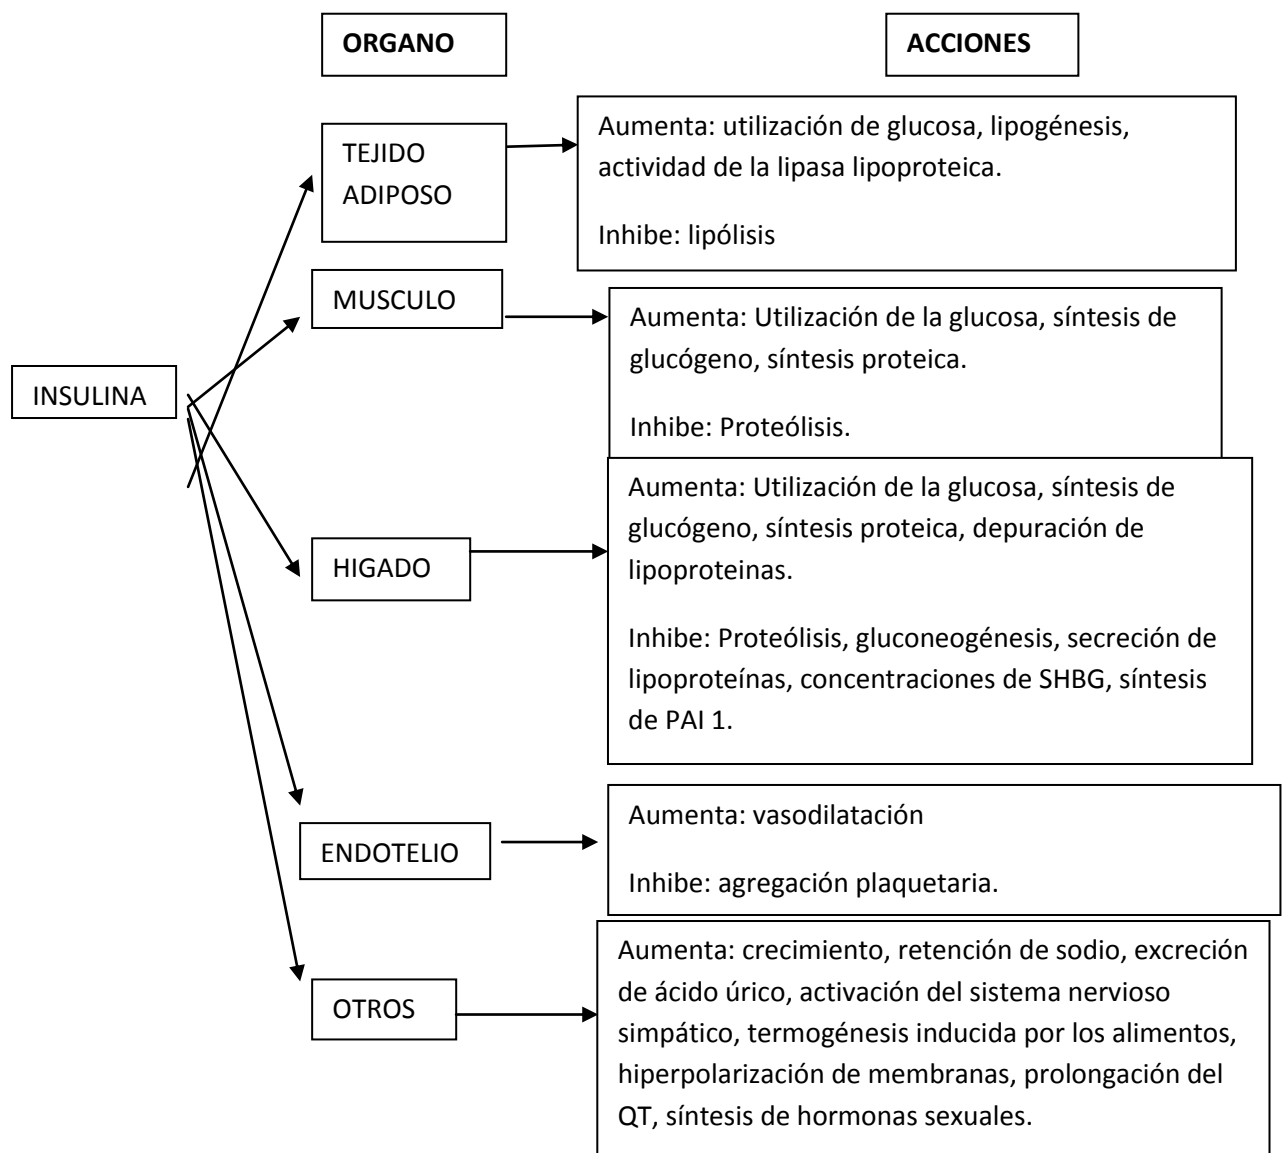 ORGANO
ACCIONES
TEJIDO
ADIPOSO
Aumenta: utilización de glucosa, lipogénesis,
actividad de la lipasa lipoproteica.
Inhibe: lipólisis
MUSCULO
Aumenta: Utilización de la glucosa, síntesis de
glucógeno, síntesis proteica.
Inhibe: Proteólisis.
INSULINA
HIGADO
Aumenta: Utilización de la glucosa, síntesis de
glucógeno, síntesis proteica, depuración de
lipoproteinas.
Inhibe: Proteólisis, gluconeogénesis, secreción de
lipoproteínas, concentraciones de SHBG, síntesis
de PAI 1.
ENDOTELIO
Aumenta: vasodilatación
Inhibe: agregación plaquetaria.
OTROS
Aumenta: crecimiento, retención de sodio, excreción
de ácido úrico, activación del sistema nervioso
simpático, termogénesis inducida por los alimentos,
hiperpolarización de membranas, prolongación del
QT, síntesis de hormonas sexuales.